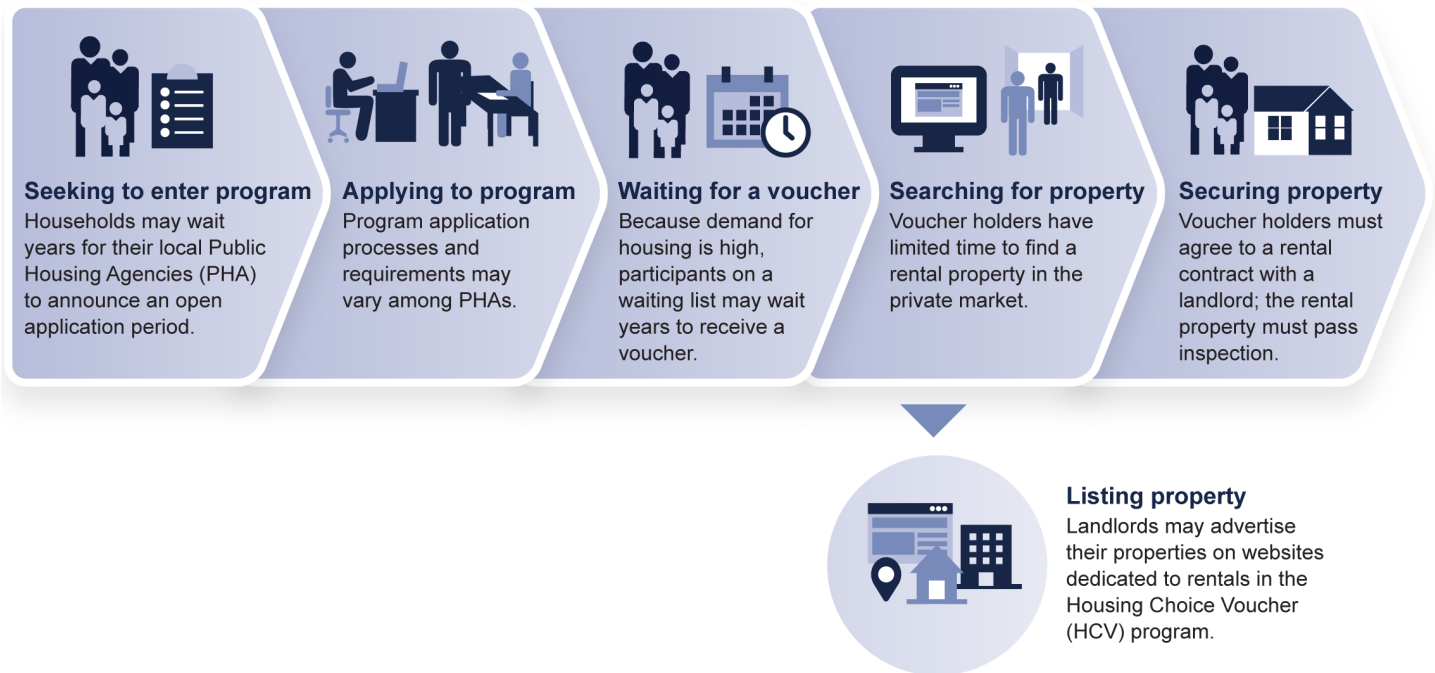 Seeking to enter program
Households may wait
years for their local Public
Housing Agencies (PHA)
to announce an open
application period.
Applying to program
Program application
processes and
requirements may
vary among PHAs.
Waiting for a voucher
Because demand for
housing is high,
participants on a
waiting list may wait
years to receive a
voucher.
Searching for property
Voucher holders have
limited time to find a
rental property in the
private market.
Securing property
Voucher holders must
agree to a rental
contract with a
landlord; the rental
property must pass
inspection.
Listing property
Landlords may advertise
their properties on websites
dedicated to rentals in the
Housing Choice Voucher
(HCV) program.